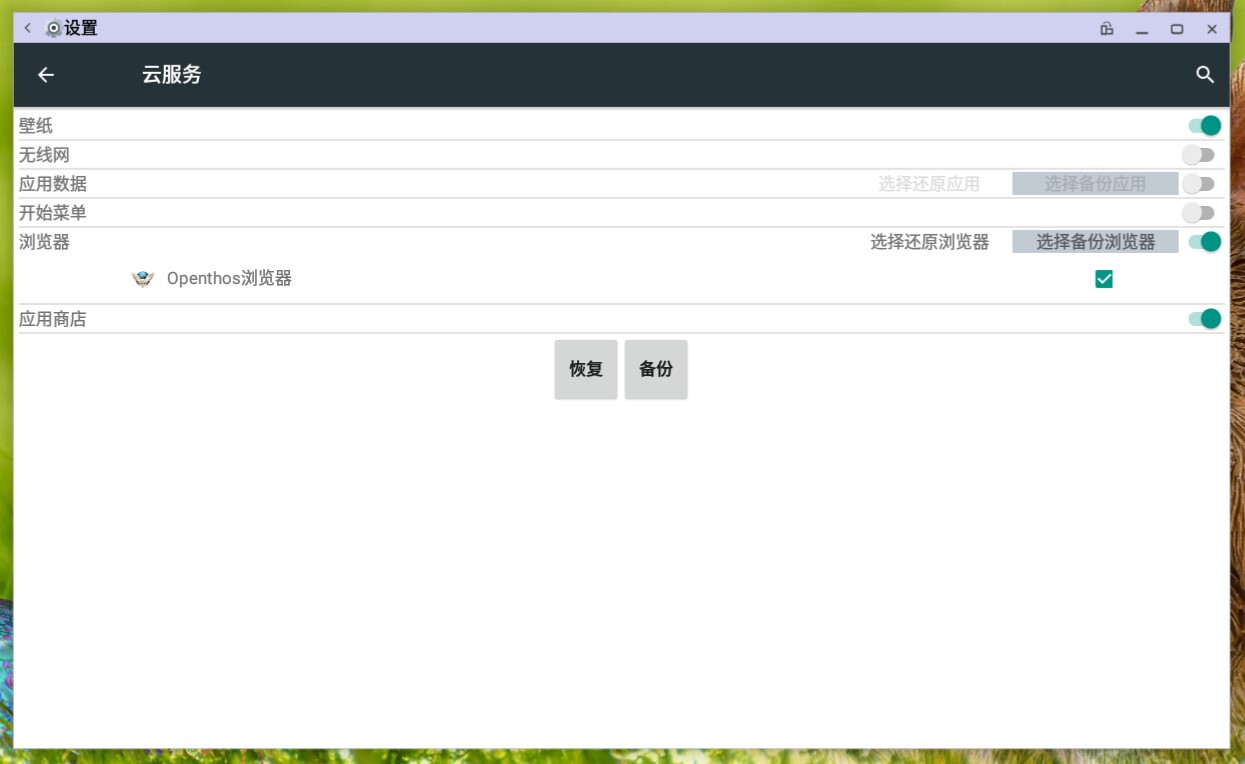 设置
云服务
壁纸
无线网
应用数据 选择还原应用 选择备份应用
开始菜单
浏览器 选择还原浏览器 选择备份浏览器
Openthos浏览器
应用商店
恢复 备份